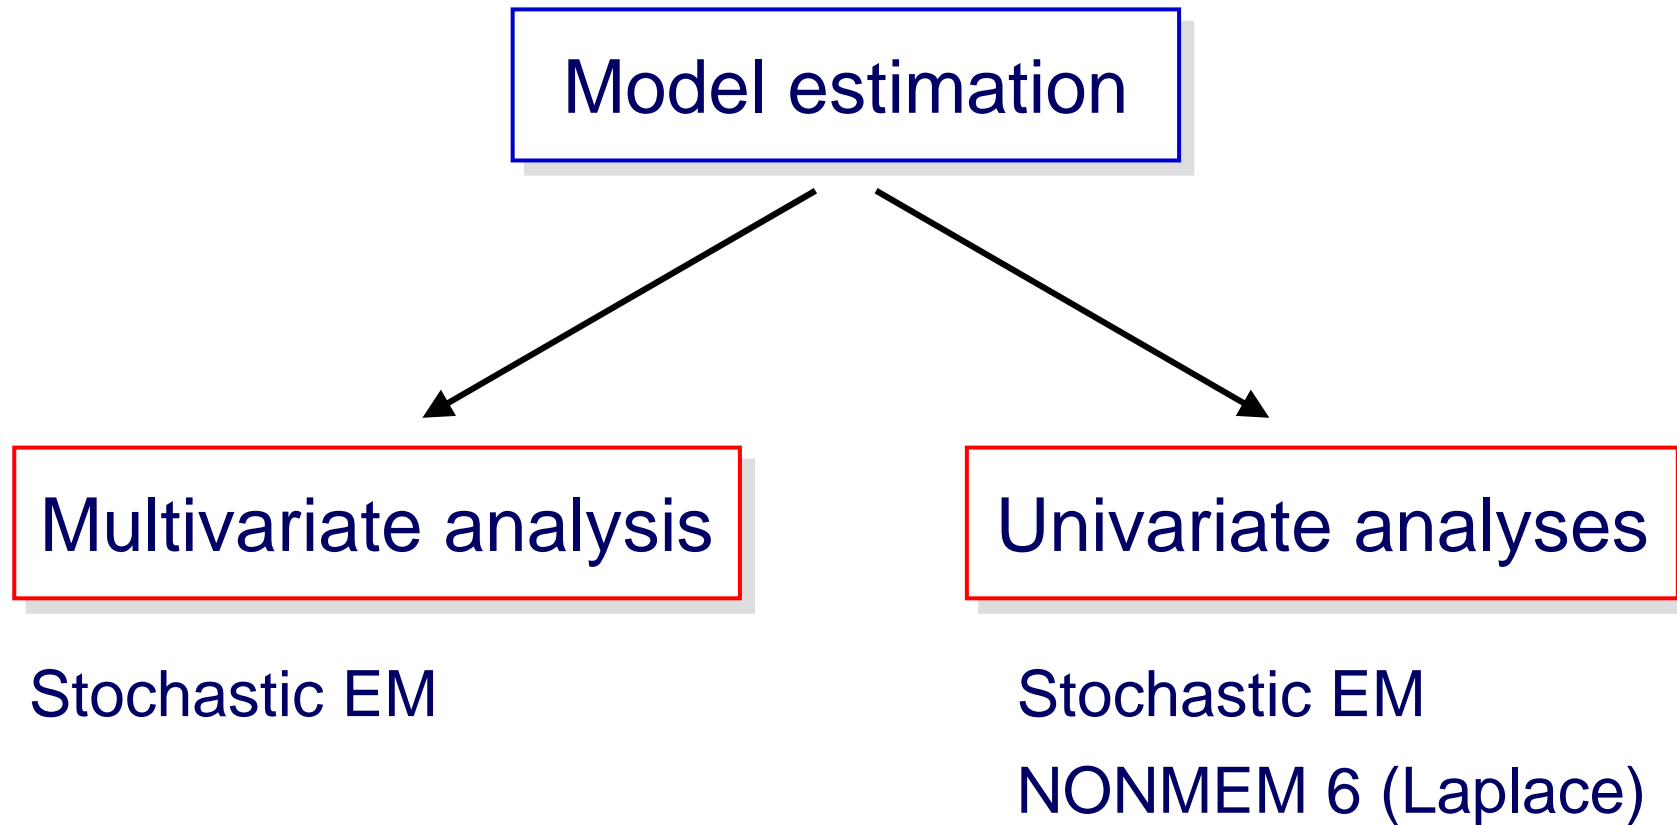 Model estimation
Multivariate analysis
Univariate analyses
Stochastic EM
Stochastic EM
NONMEM 6 (Laplace)